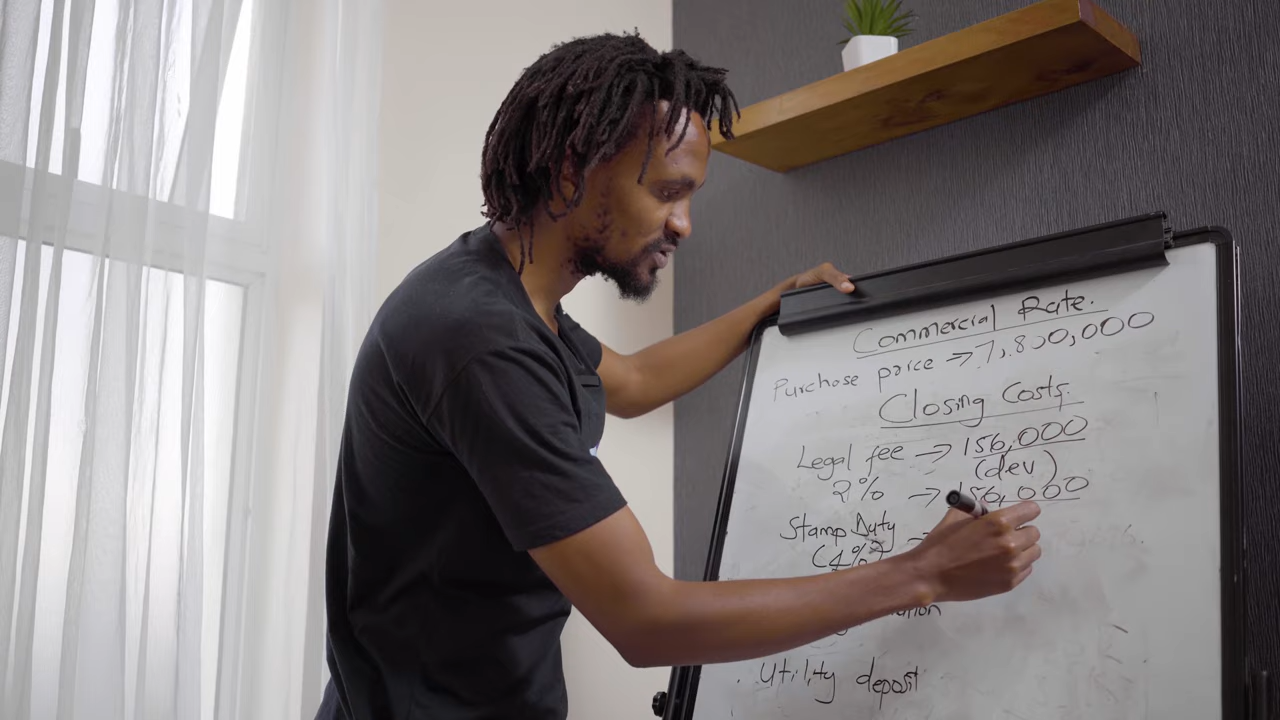 Commercial Rate.
Purchase price → 7,800,000
Closing Costs.
Legal fee → 156,000
(dev)
2% → 156,000
Stamp Duty →
(4%)
Utility deposit